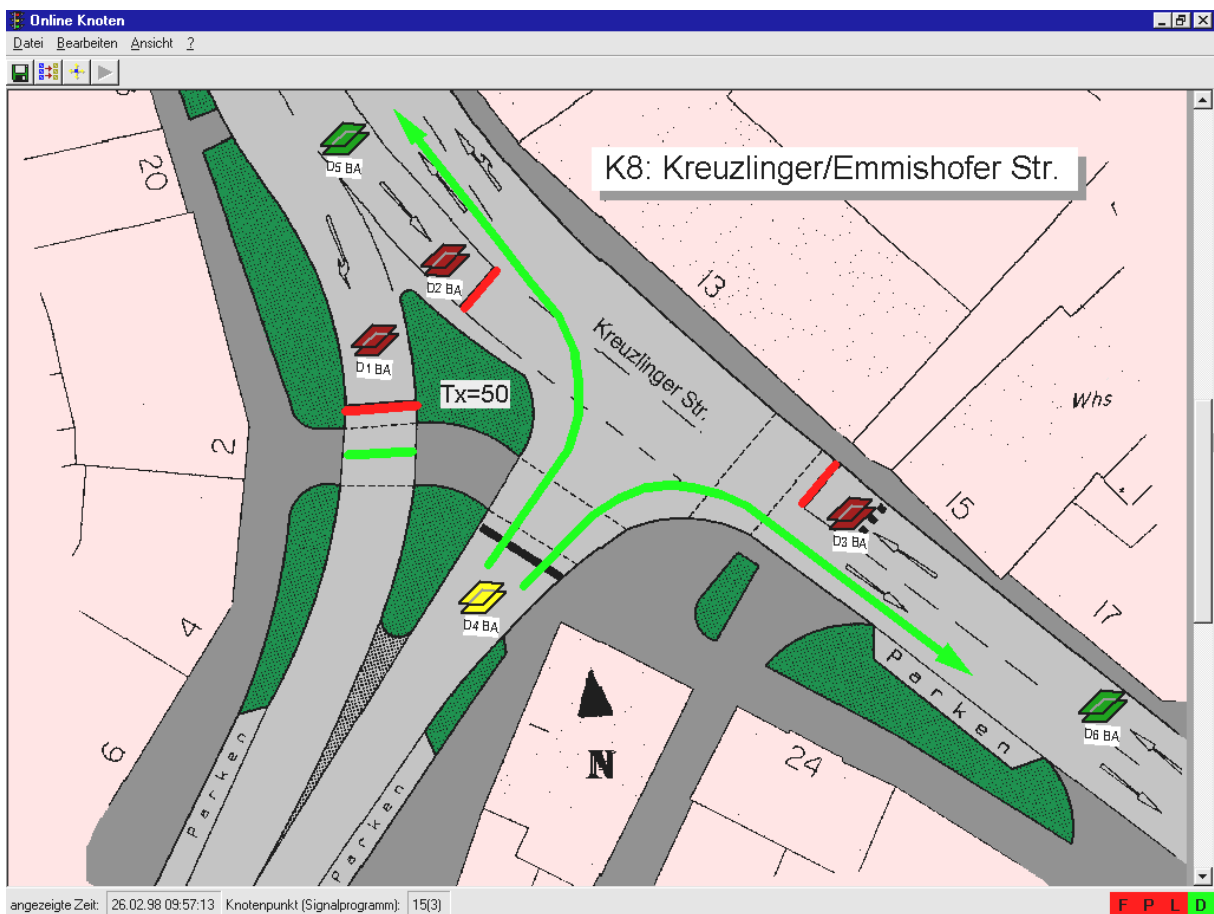 Online Knoten
Datei Bearbeiten Ansicht ?
K8: Kreuzlinger/Emmishofer Str.
20
D5 BA
D2 BA
13
Kreuzlinger Str.
D1 BA
Tx=50
Whs
2
15
D3 BA
17
4
D4 BA
Parken
D6 BA
6
N
24
Parken
Parken
angezeigte Zeit: 26.02.98 09:57:13 Knotenpunkt (Signalprogramm): 15(3) F P L D